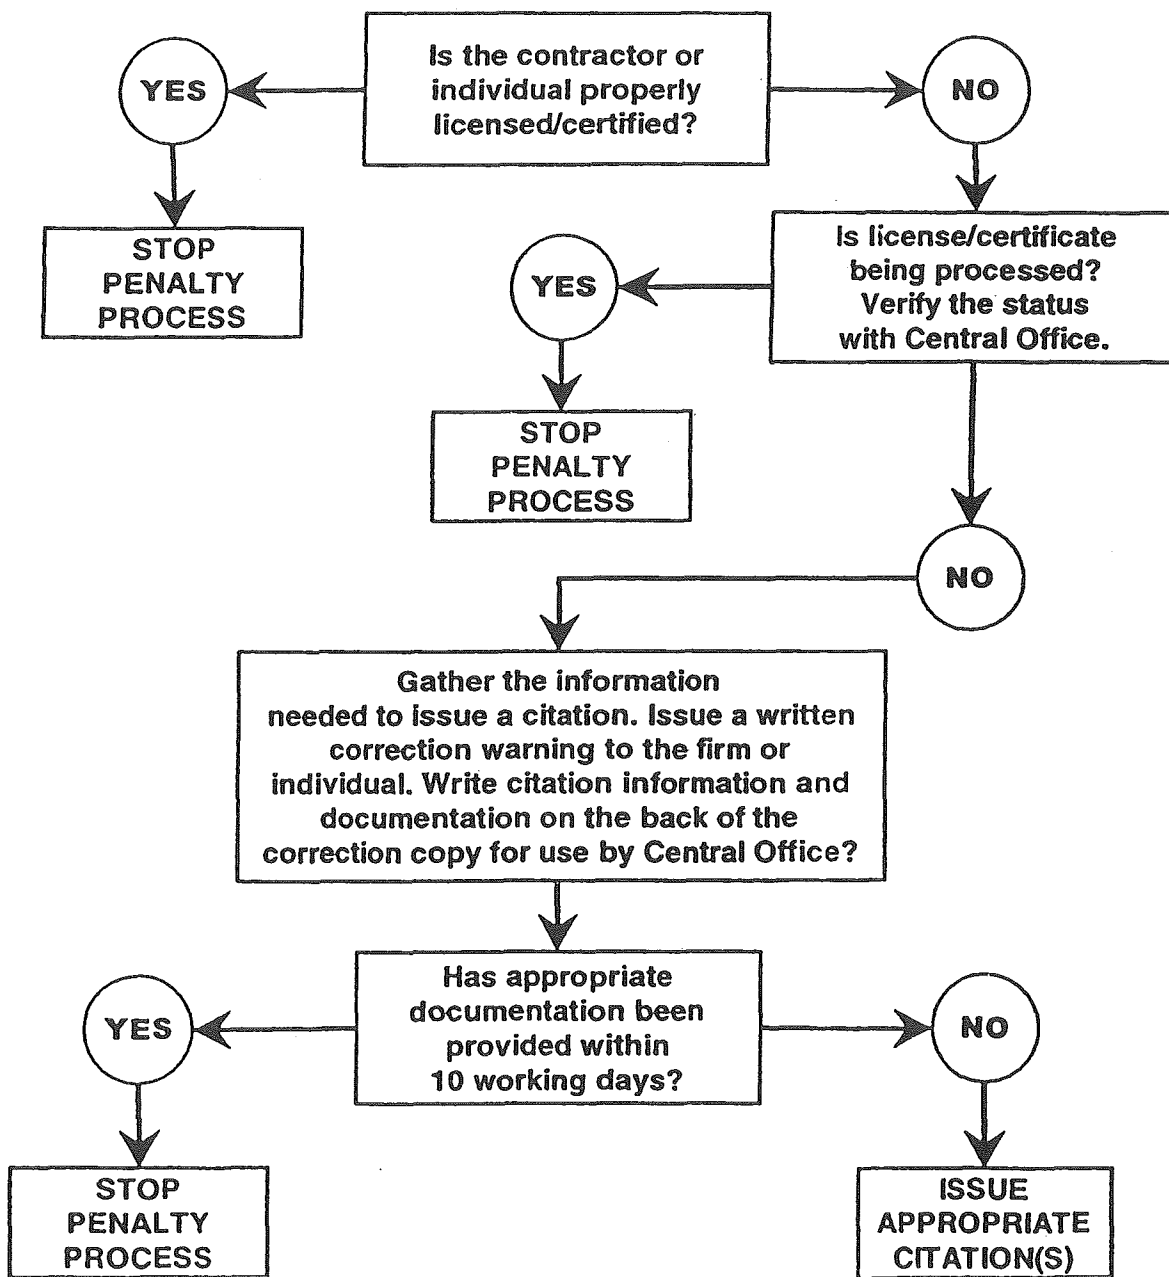 Is the contractor or
individual properly
licensed/certified?
YES
NO
STOP
PENALTY
PROCESS
Is license/certificate
being processed?
Verify the status
with Central Office.
YES
STOP
PENALTY
PROCESS
NO
Gather the information
needed to issue a citation. Issue a written
correction warning to the firm or
individual. Write citation information and
documentation on the back of the
correction copy for use by Central Office?
Has appropriate
documentation been
provided within
10 working days?
YES
NO
STOP
PENALTY
PROCESS
ISSUE
APPROPRIATE
CITATION(S)